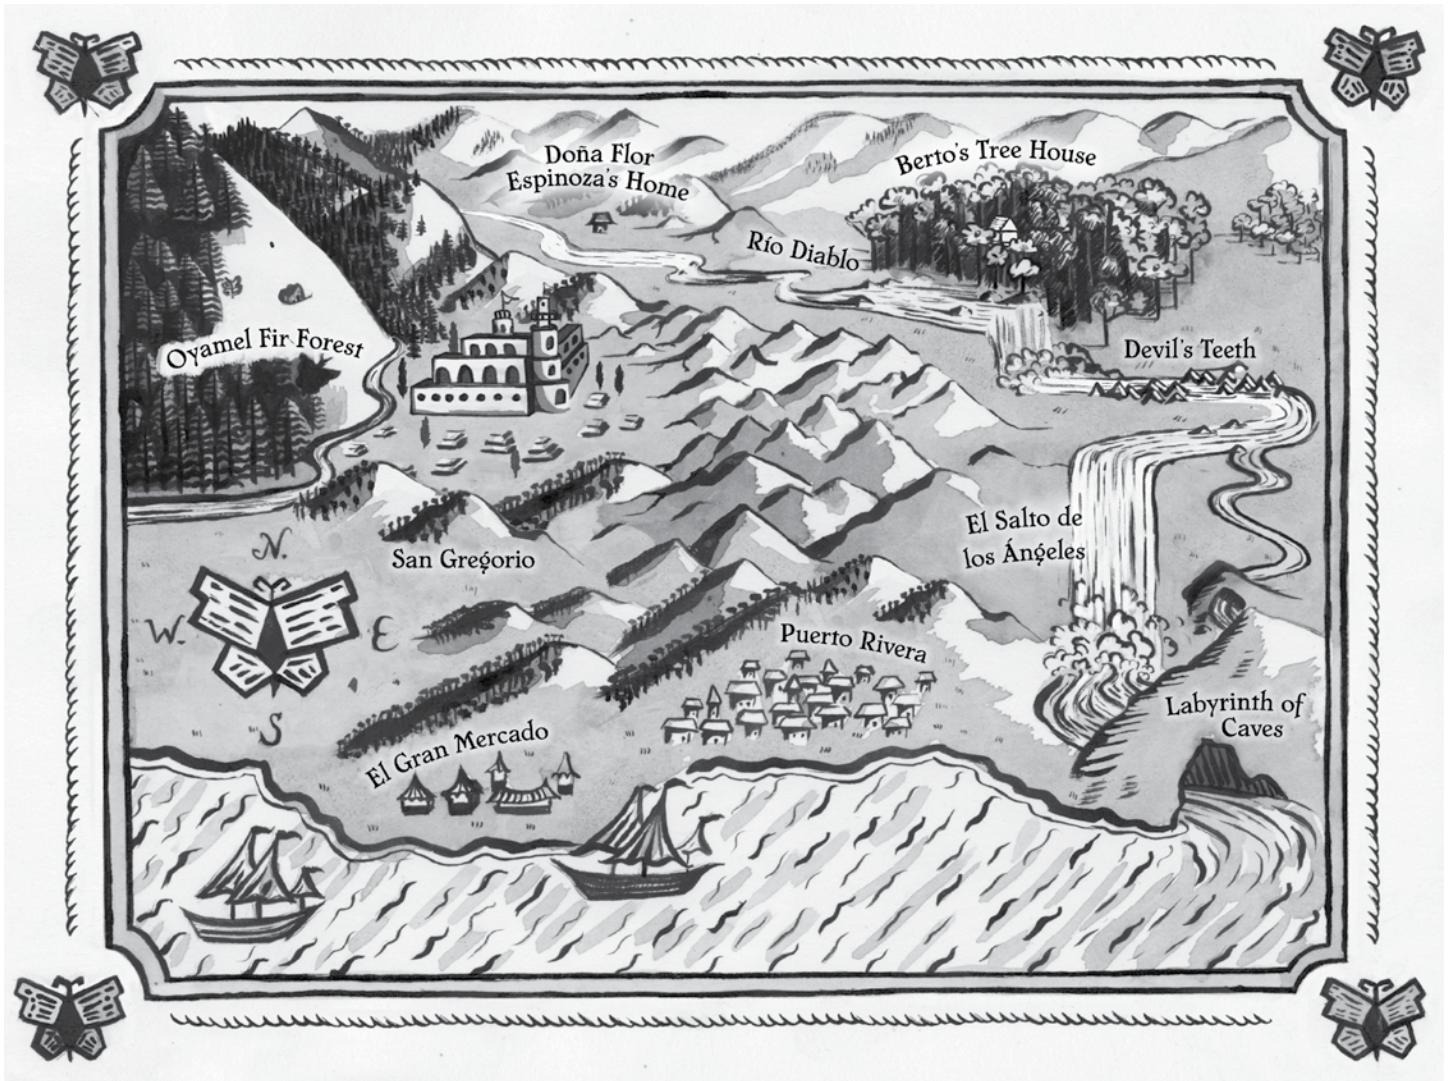 Doña Flor
Espinoza's Home
Berto's Tree House
Río Diablo
Oyamel Fir Forest
Devil's Teeth
El Salto de
los Ángeles
San Gregorio
N.
W.
E
S
Puerto Rivera
Labyrinth of
Caves
El Gran Mercado